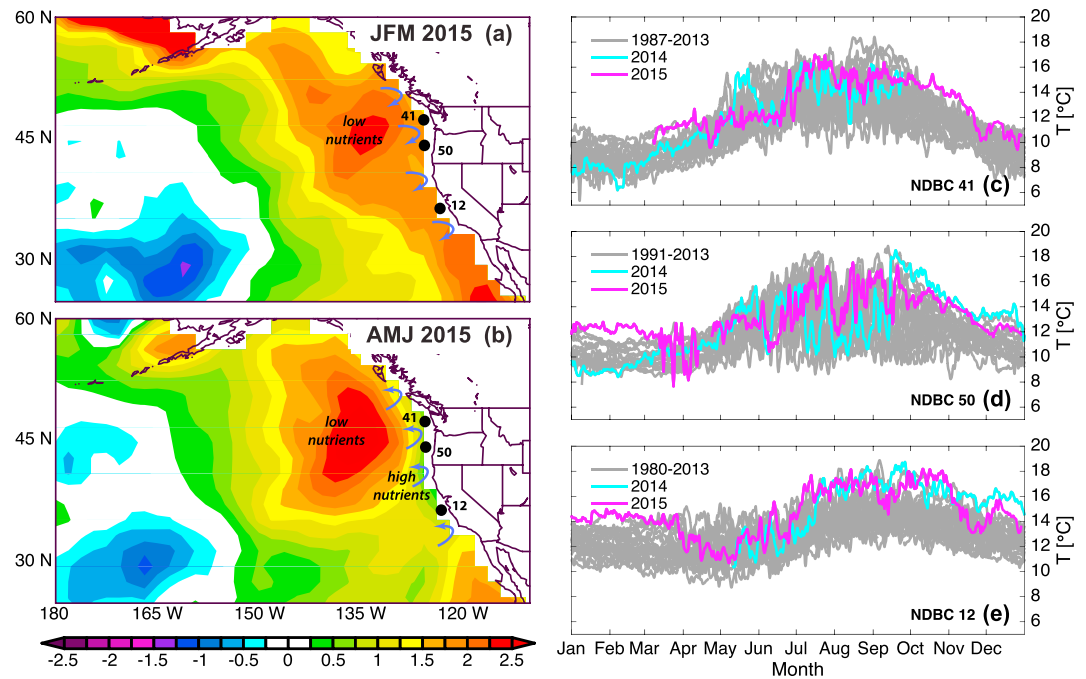 60 N
JFM 2015 (a)
45 N
30 N
low
nutrients
41
50
12
60 N
AMJ 2015 (b)
45 N
30 N
low
nutrients
high
nutrients
41
50
12
180
165 W
150 W
135 W
120 W
-2.5
-2
-1.5
-1
-0.5
0
0.5
1
1.5
2
2.5
1987-2013
2014
2015
NDBC 41 (c)
20
18
16
14
12
10
8
6
T [°C]
1991-2013
2014
2015
NDBC 50 (d)
20
18
16
14
12
10
8
6
T [°C]
1980-2013
2014
2015
NDBC 12 (e)
20
18
16
14
12
10
8
6
T [°C]
Jan Feb Mar Apr May Jun Jul Aug Sep Oct Nov Dec
Month